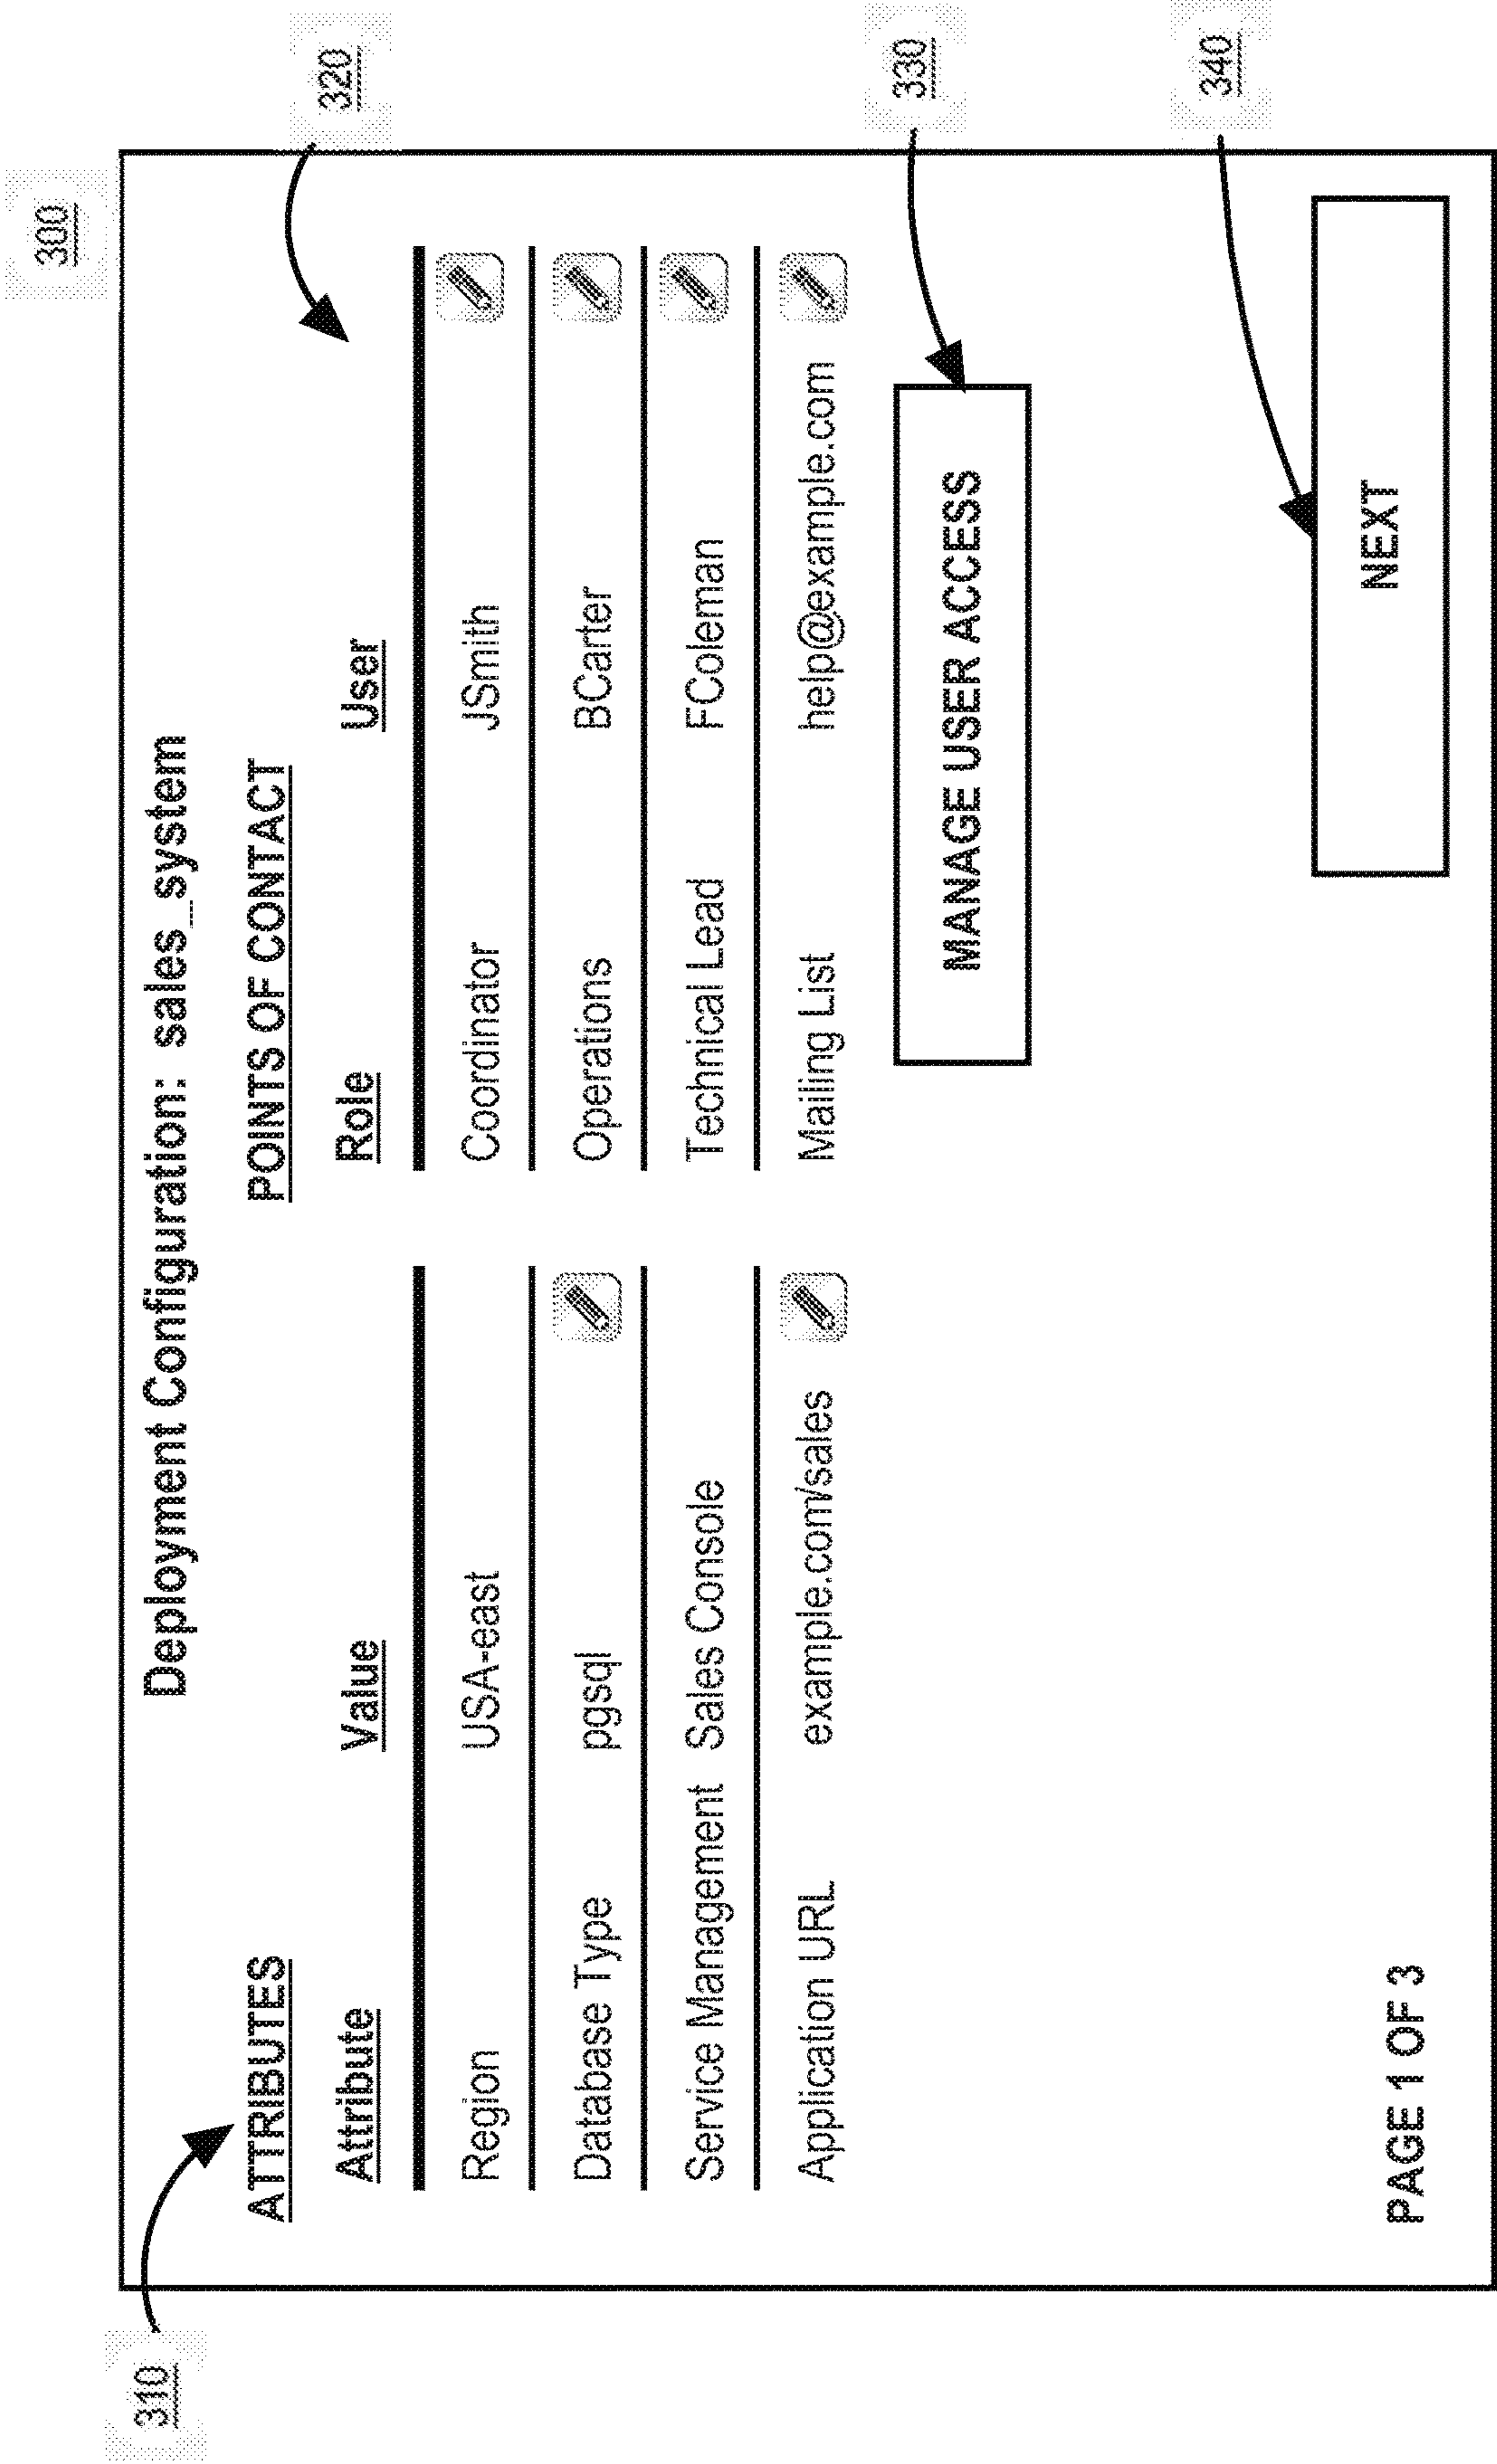 300
Deployment Configuration: sales_system
310
ATTRIBUTES
Attribute Value
Region USA-east
Database Type pgsql
Service Management Sales Console
Application URL example.com/sales
POINTS OF CONTACT
320
Role User
Coordinator JSmith
Operations BCarter
Technical Lead FColeman
Mailing List help@example.com
MANAGE USER ACCESS
330
PAGE 1 OF 3
NEXT
340